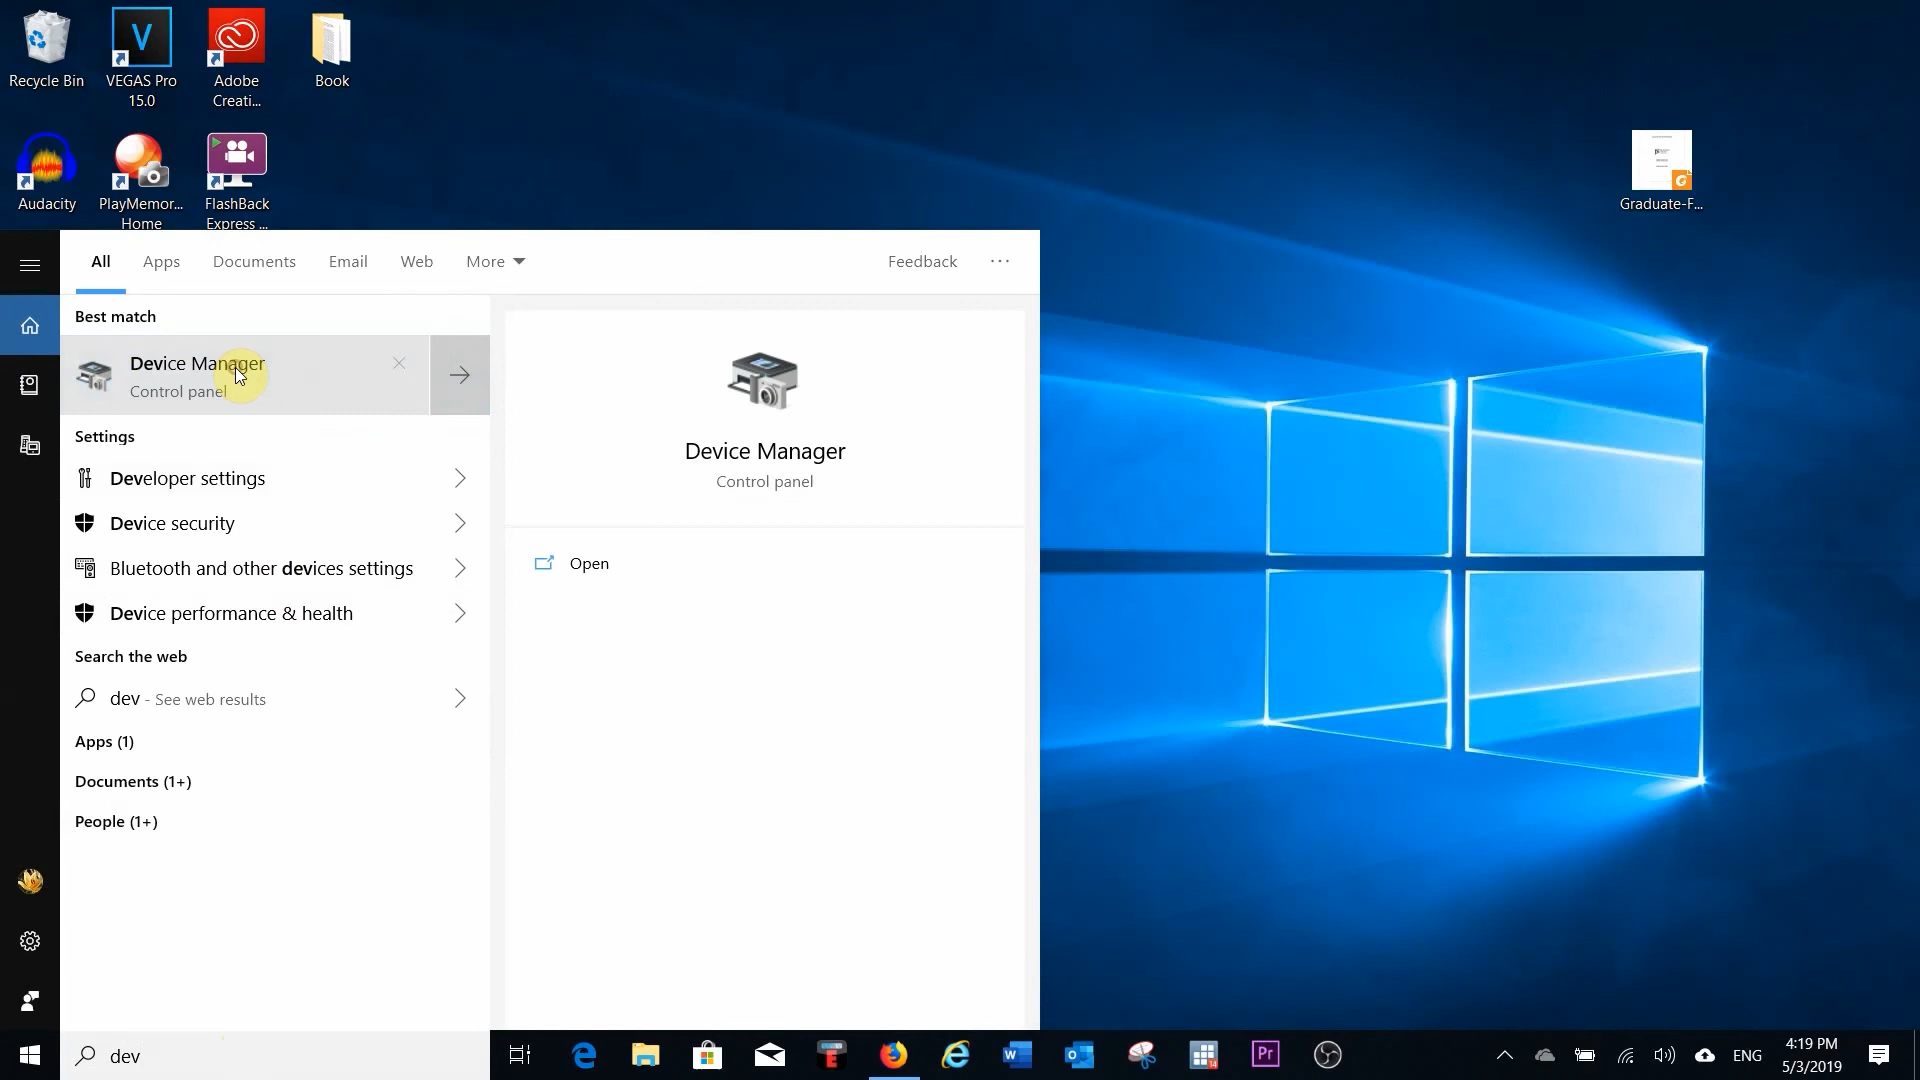 Recycle Bin
VEGAS Pro
15.0
Adobe
Creati...
Book
Audacity
PlayMemor...
Home
FlashBack
Express ...
Graduate-F...
All
Apps
Documents
Email
Web
More
Feedback
Best match
Device Manager
Control panel
Settings
Developer settings
Device security
Bluetooth and other devices settings
Device performance & health
Search the web
dev - See web results
Apps (1)
Documents (1+)
People (1+)
Device Manager
Control panel
Open
dev
ENG
4:19 PM
5/3/2019